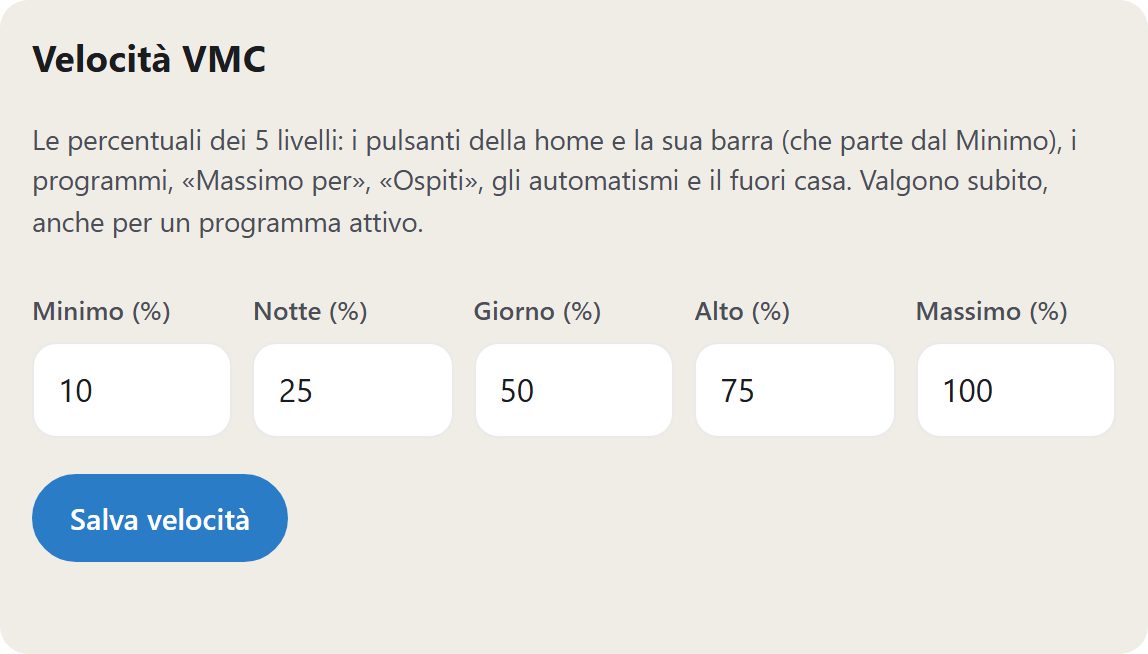 Velocità VMC
Le percentuali dei 5 livelli: i pulsanti della home e la sua barra (che parte dal Minimo), i
programmi, «Massimo per», «Ospiti», gli automatismi e il fuori casa. Valgono subito,
anche per un programma attivo.
Minimo (%) Notte (%) Giorno (%) Alto (%) Massimo (%)
10 25 50 75 100
Salva velocità